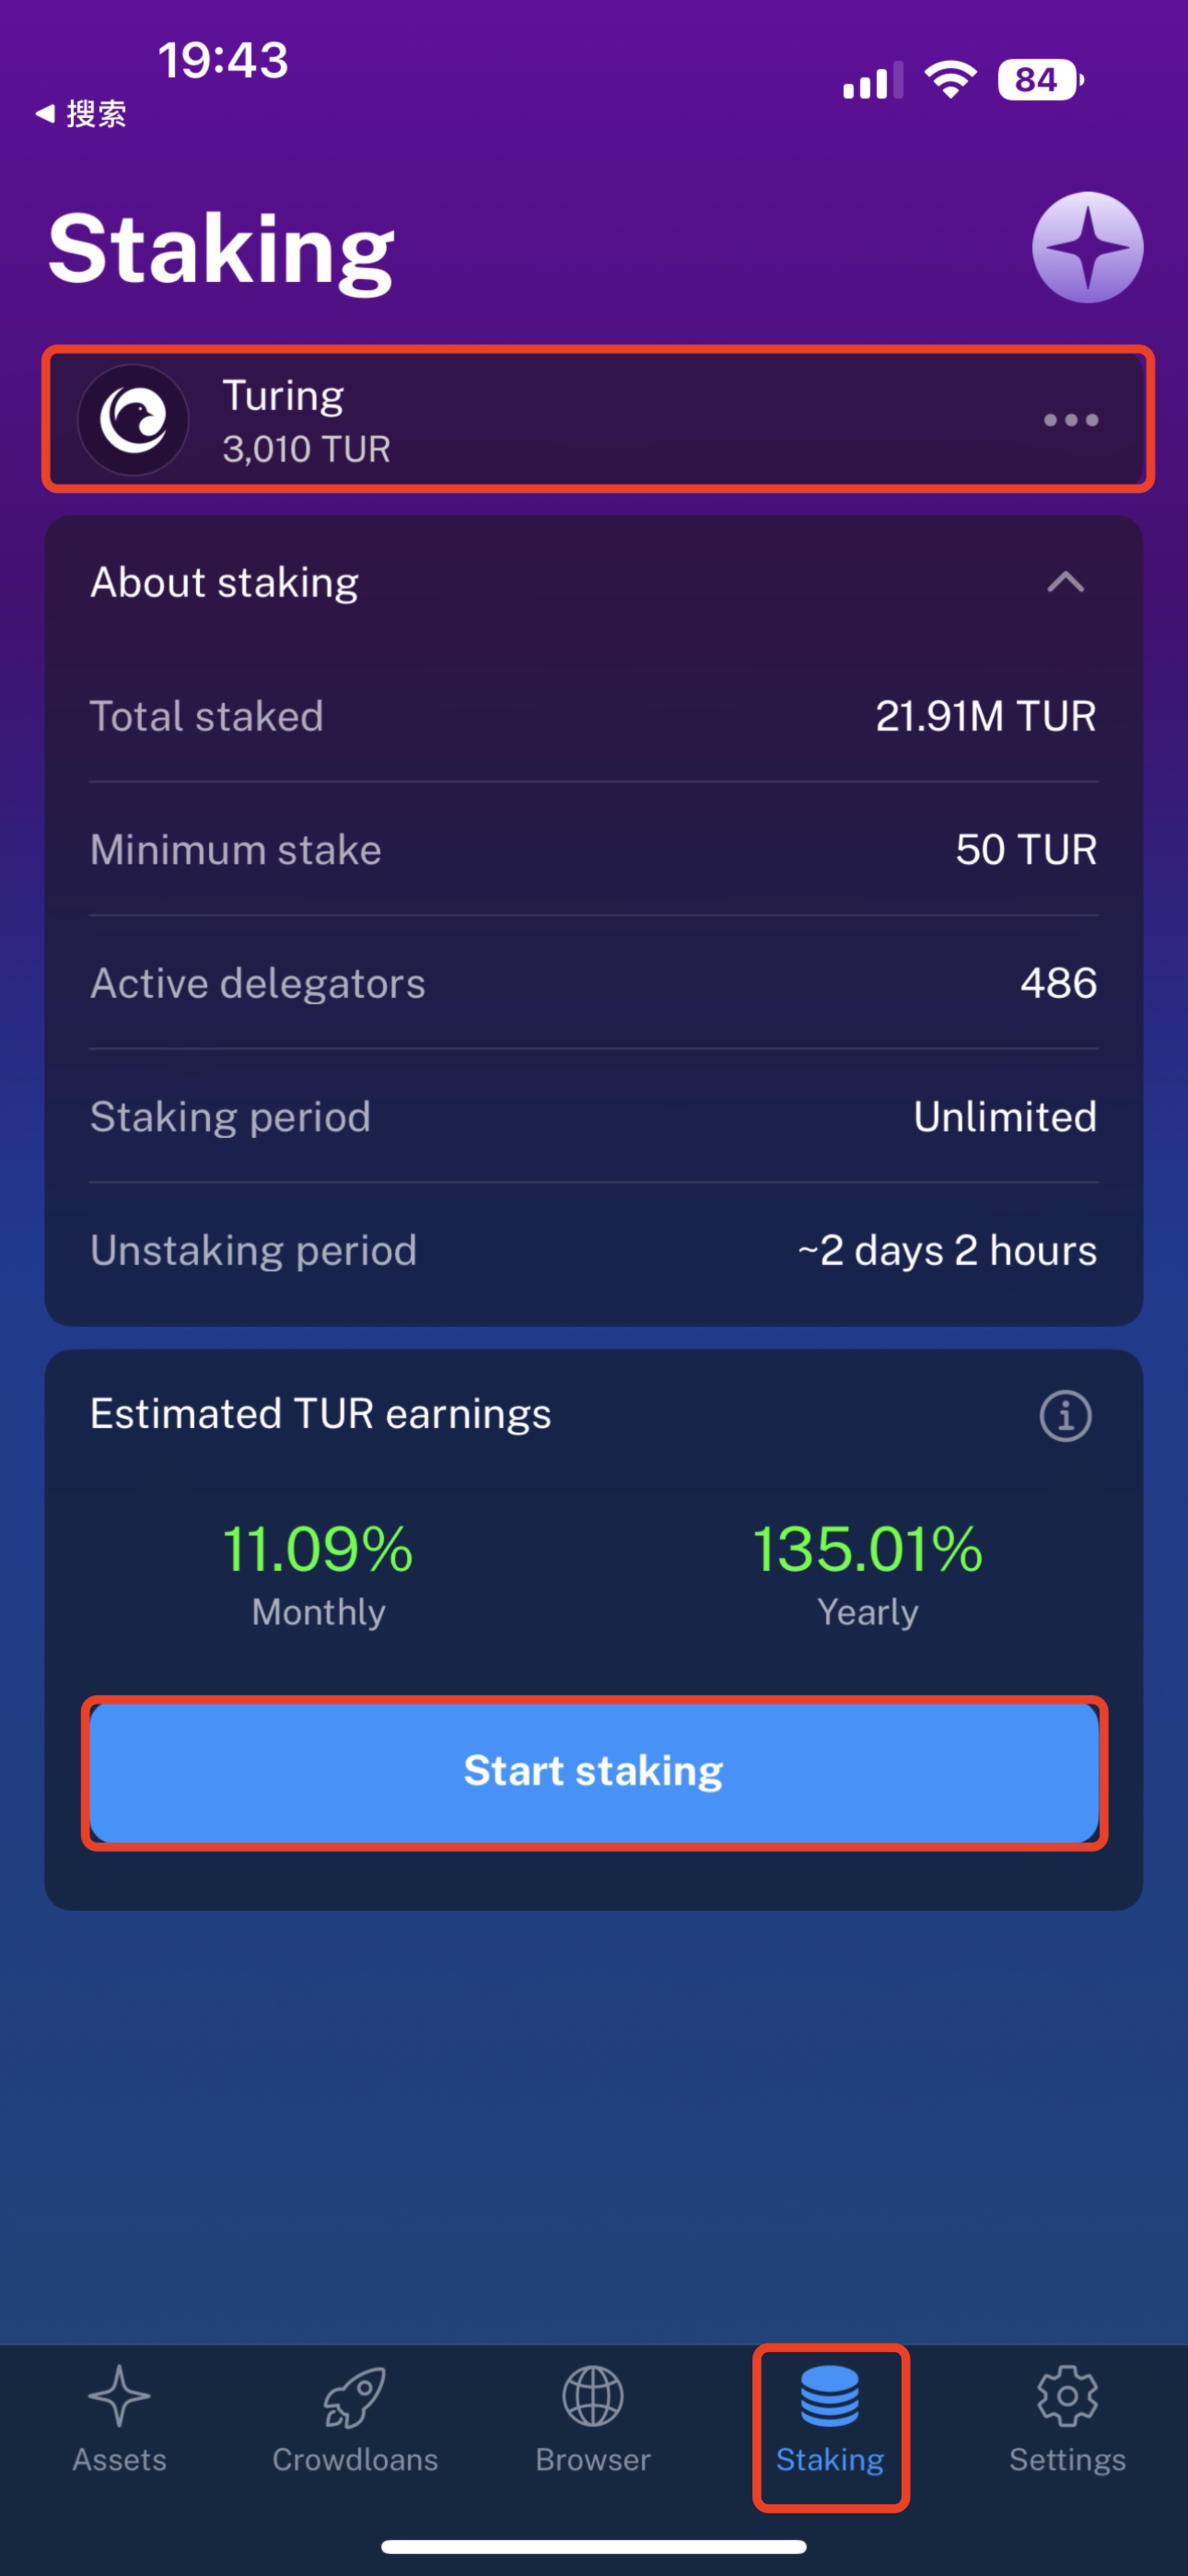 19:43
84
搜索
Staking
Turing
3,010 TUR
About staking
Total staked
21.91M TUR
Minimum stake
50 TUR
Active delegators
486
Staking period
Unlimited
Unstaking period
~2 days 2 hours
Estimated TUR earnings
11.09%
135.01%
Monthly
Yearly
Start staking
Assets
Crowdloans
Browser
Staking
Settings